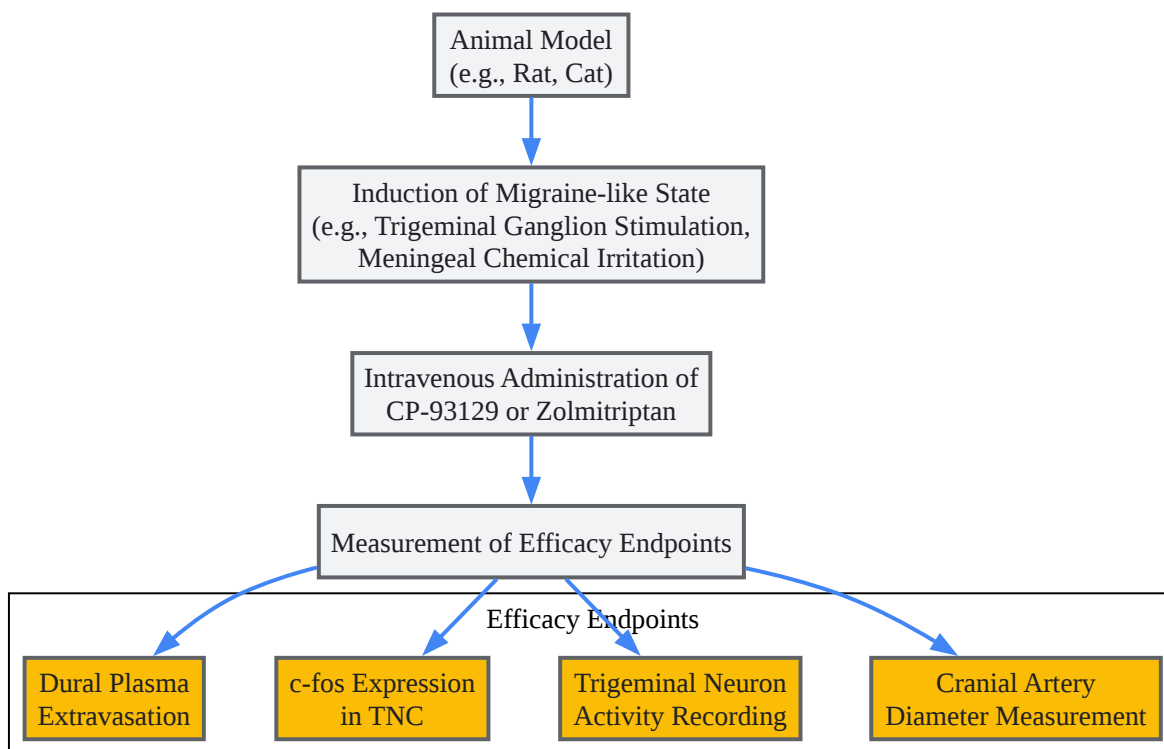 Animal Model
(e.g., Rat, Cat)
Induction of Migraine-like State
(e.g., Trigeminal Ganglion Stimulation,
Meningeal Chemical Irritation)
Intravenous Administration of
CP-93129 or Zolmitriptan
Measurement of Efficacy Endpoints
Efficacy Endpoints
Dural Plasma
Extravasation
c-fos Expression
in TNC
Trigeminal Neuron
Activity Recording
Cranial Artery
Diameter Measurement